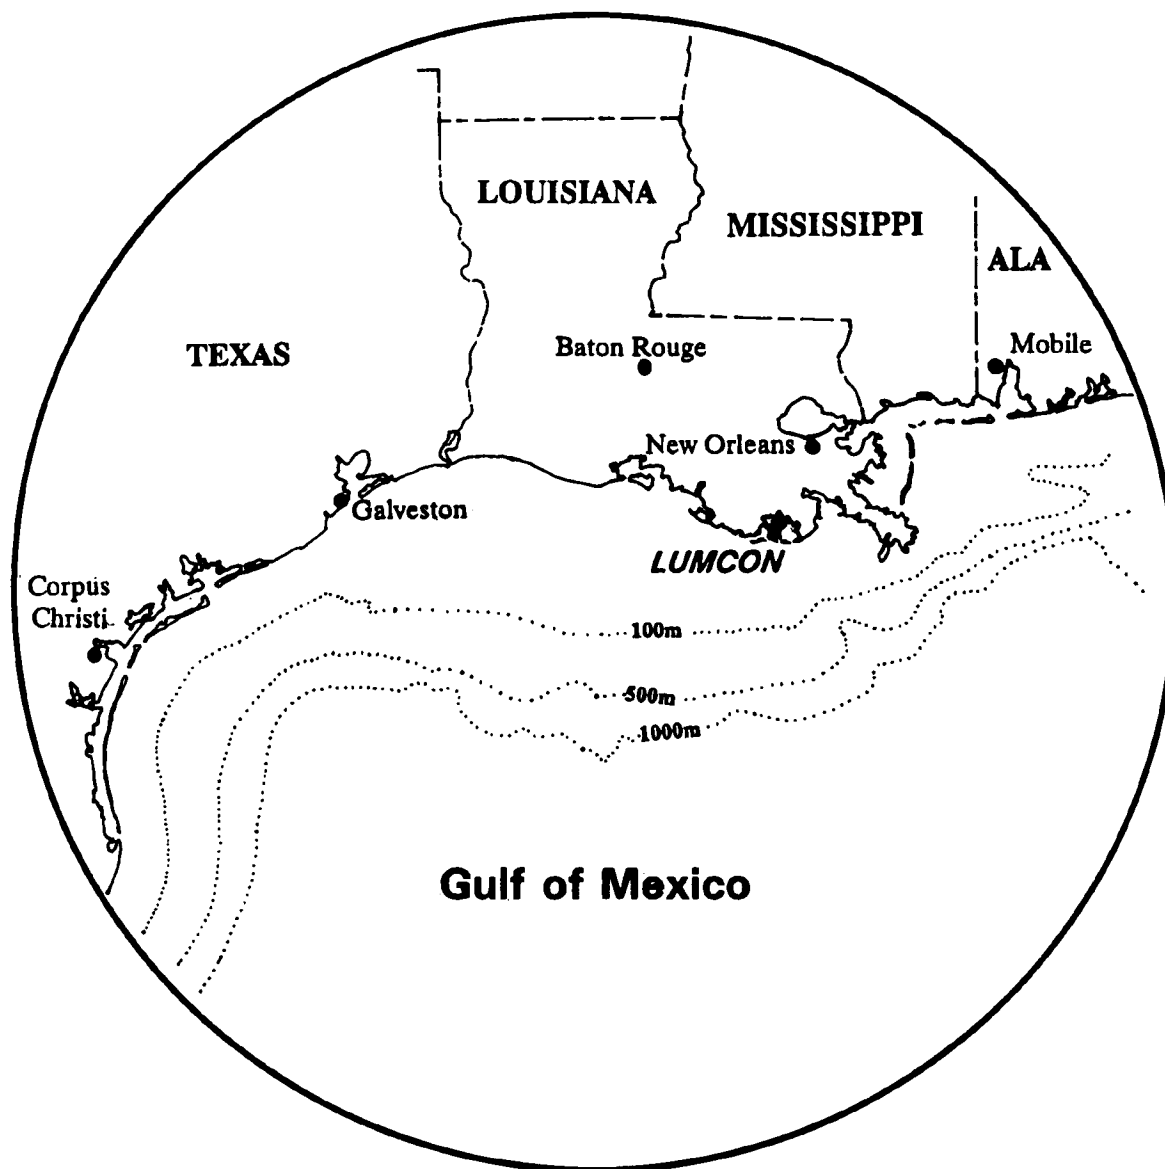 LOUISIANA
MISSISSIPPI
ALA
TEXAS
Baton Rouge
Mobile
New Orleans
Galveston
LUMCON
Corpus
Christi
100m
500m
1000m
Gulf of Mexico